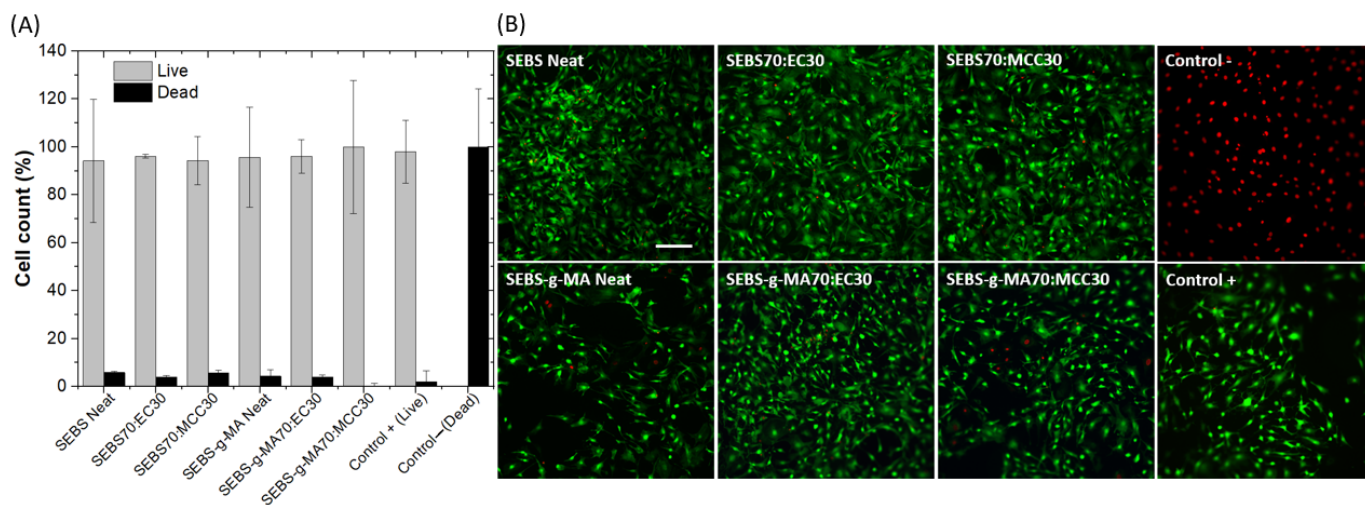 (A)
140
120
100
80
60
40
20
0
Cell count (%)
Live
Dead
SEBS Neat
SEBS70:EC30
SEBS70:MCC30
SEBS-g-MA Neat
SEBS-g-MA70:EC30
SEBS-g-MA70:MCC30
Control + (Live)
Control—(Dead)
(B)
SEBS Neat
SEBS70:EC30
SEBS70:MCC30
Control -
SEBS-g-MA Neat
SEBS-g-MA70:EC30
SEBS-g-MA70:MCC30
Control +